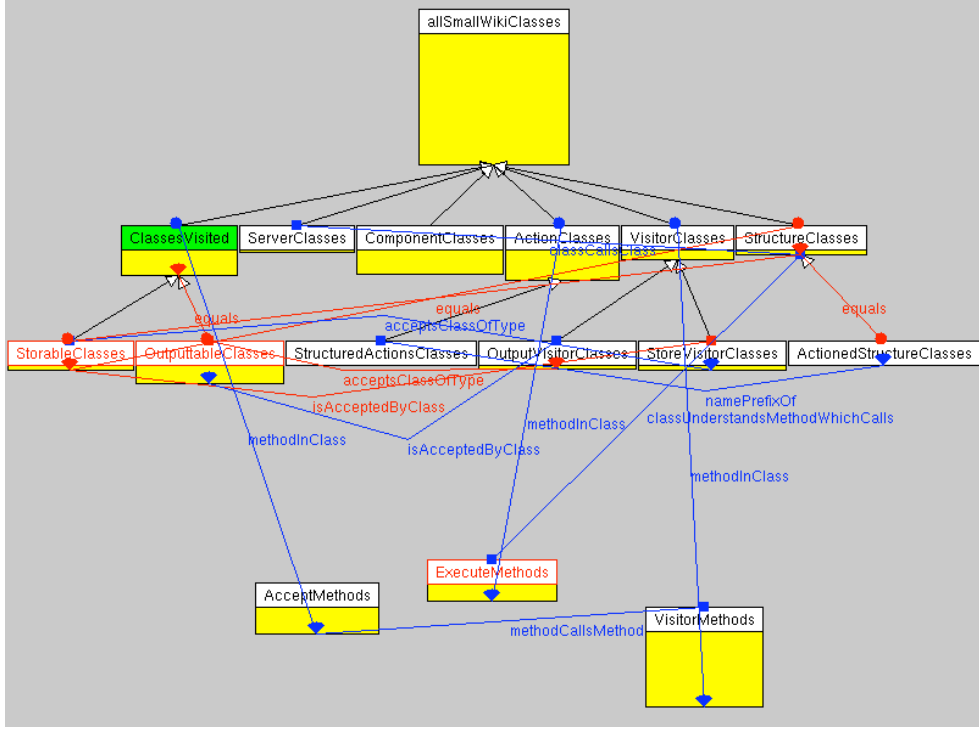 allSmallWikiClasses
ClassesVisited
ServerClasses
ComponentClasses
ActionClasses
VisitorClasses
StructureClasses
classCallsClass
equals
equals
equals
acceptsClassOfType
StorableClasses
OutputtableClasses
StructuredActionsClasses
OutputVisitorClasses
StoreVisitorClasses
ActionedStructureClasses
acceptsClassOfType
isAcceptedByClass
namePrefixOf
classUnderstandsMethodWhichCalls
methodInClass
methodInClass
isAcceptedByClass
methodInClass
ExecuteMethods
AcceptMethods
VisitorMethods
methodCallsMethod